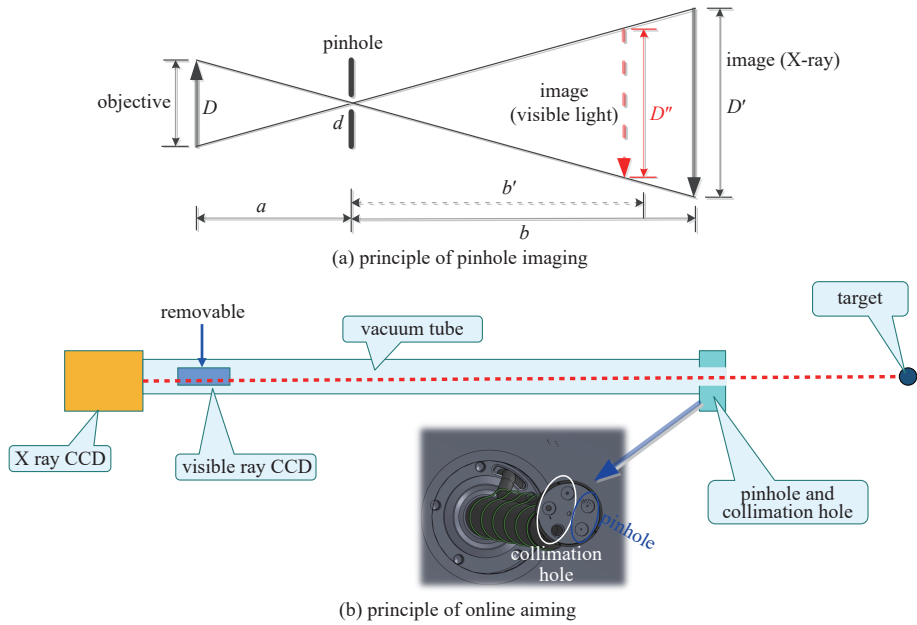 pinhole
objective
D
d
image
(visible light)
D″
image (X-ray)
D′
a
b′
b
(a) principle of pinhole imaging
removable
vacuum tube
target
X ray CCD
visible ray CCD
pinhole and
collimation hole
pinhole
collimation
hole
(b) principle of online aiming